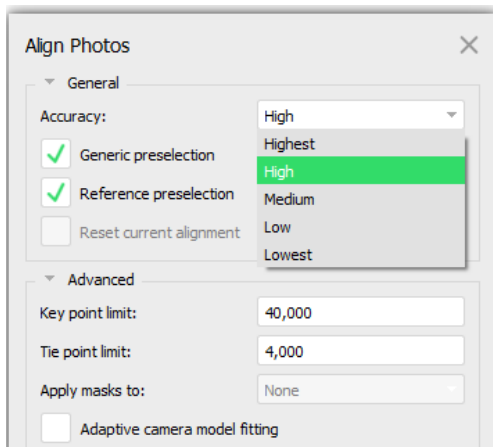 Align Photos
General
Accuracy: High
Highest
Generic preselection
High
Reference preselection
Medium
Reset current alignment
Low
Lowest
Advanced
Key point limit: 40,000
Tie point limit: 4,000
Apply masks to: None
Adaptive camera model fitting